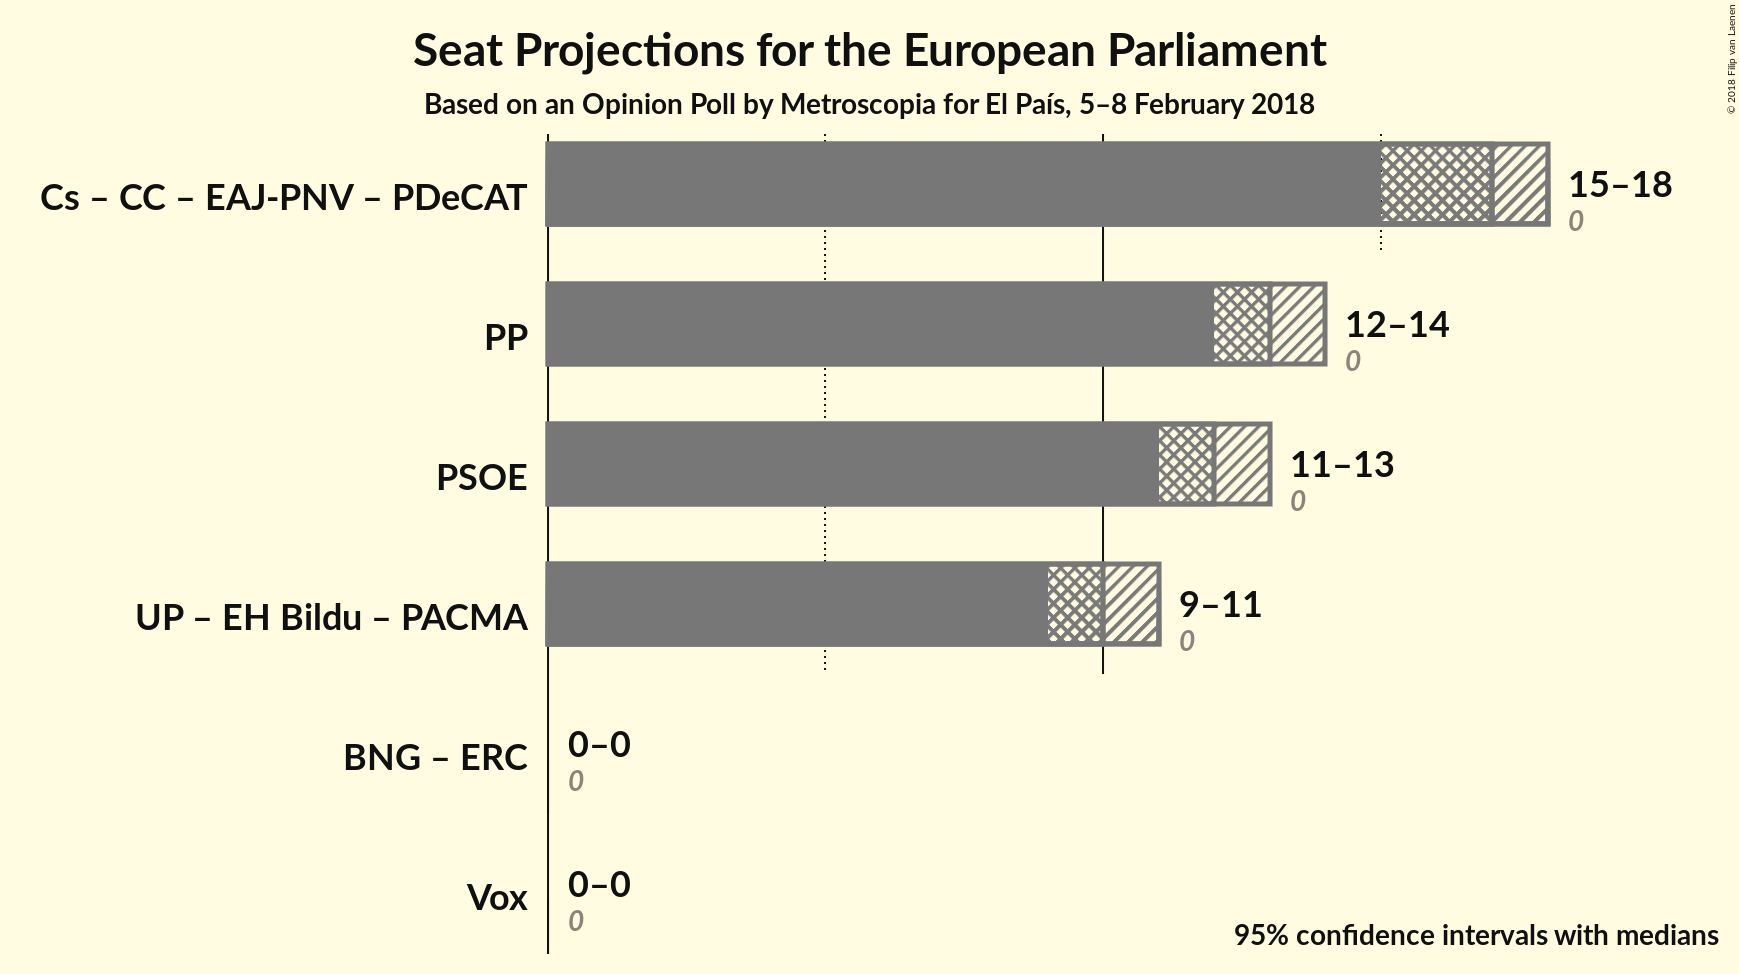 Seat Projections for the European Parliament
Based on an Opinion Poll by Metroscopia for El País, 5–8 February 2018
© 2018 Filip van Laenen
Cs – CC – EAJ-PNV – PDeCAT
15–18
0
PP
12–14
0
PSOE
11–13
0
UP – EH Bildu – PACMA
9–11
0
BNG – ERC
0–0
0
Vox
0–0
0
95% confidence intervals with medians